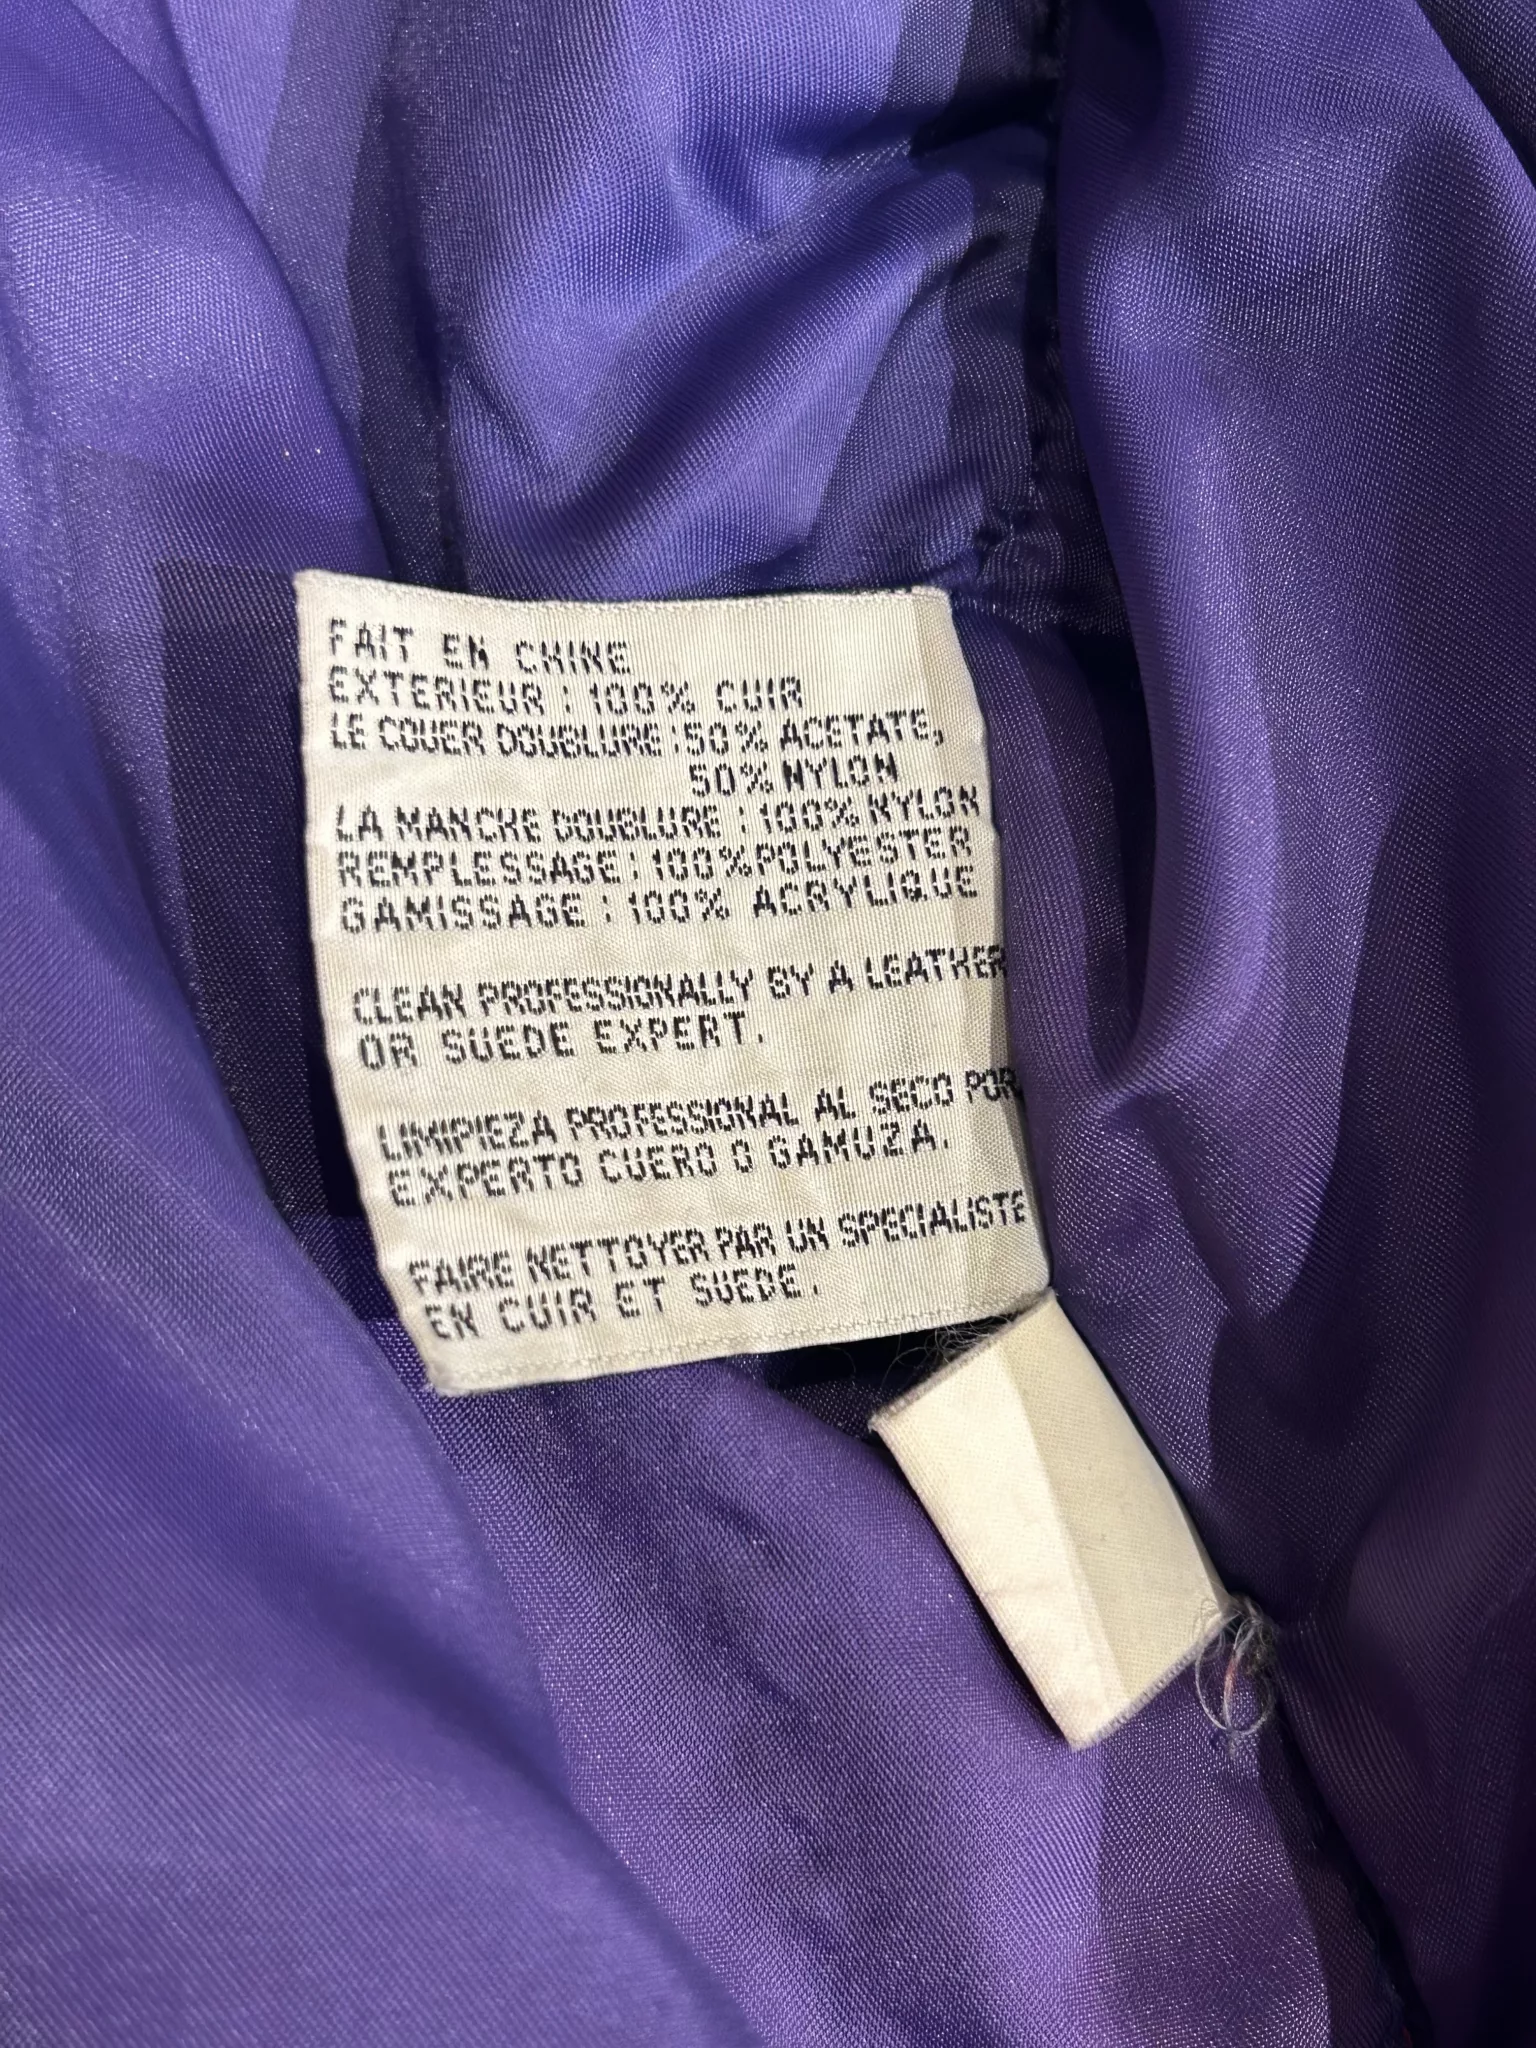 FAIT EN CHINE
EXTERIEUR : 100% CUIR
LE COUER DOUBLURE : 50% ACETATE,
50% NYLON
LA MANCHE DOUBLURE : 100% NYLON
REMPLESSAGE : 100% POLYESTER
GAMISSAGE : 100% ACRYLIQUE
CLEAN PROFESSIONALLY BY A LEATHER
OR SUEDE EXPERT.
LIMIPIEZA PROFESSIONAL AL SECO POR
EXPERTO CUERO O GAMUZA.
FAIRE NETTOYER PAR UN SPECIALISTE
EN CUIR ET SUEDE.